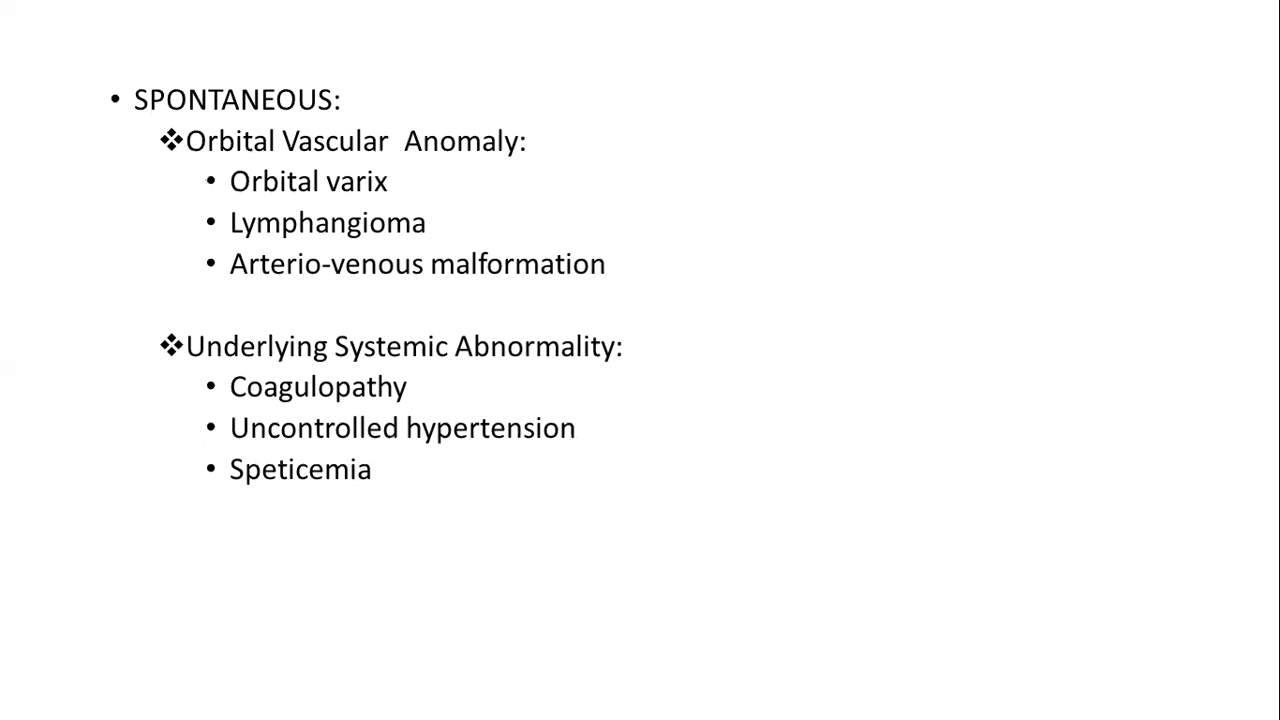 • SPONTANEOUS:
❖Orbital Vascular  Anomaly:
• Orbital varix
• Lymphangioma
• Arterio-venous malformation
❖Underlying Systemic Abnormality:
• Coagulopathy
• Uncontrolled hypertension
• Speticemia